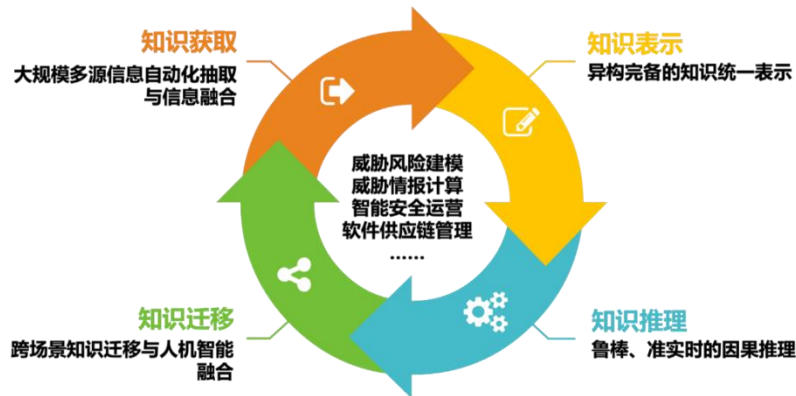 知识获取
大规模多源信息自动化抽取
与信息融合
知识表示
异构完备的知识统一表示
威胁风险建模
威胁情报计算
智能安全运营
软件供应链管理
......
知识迁移
跨场景知识迁移与人机智能
融合
知识推理
鲁棒、准实时的因果推理